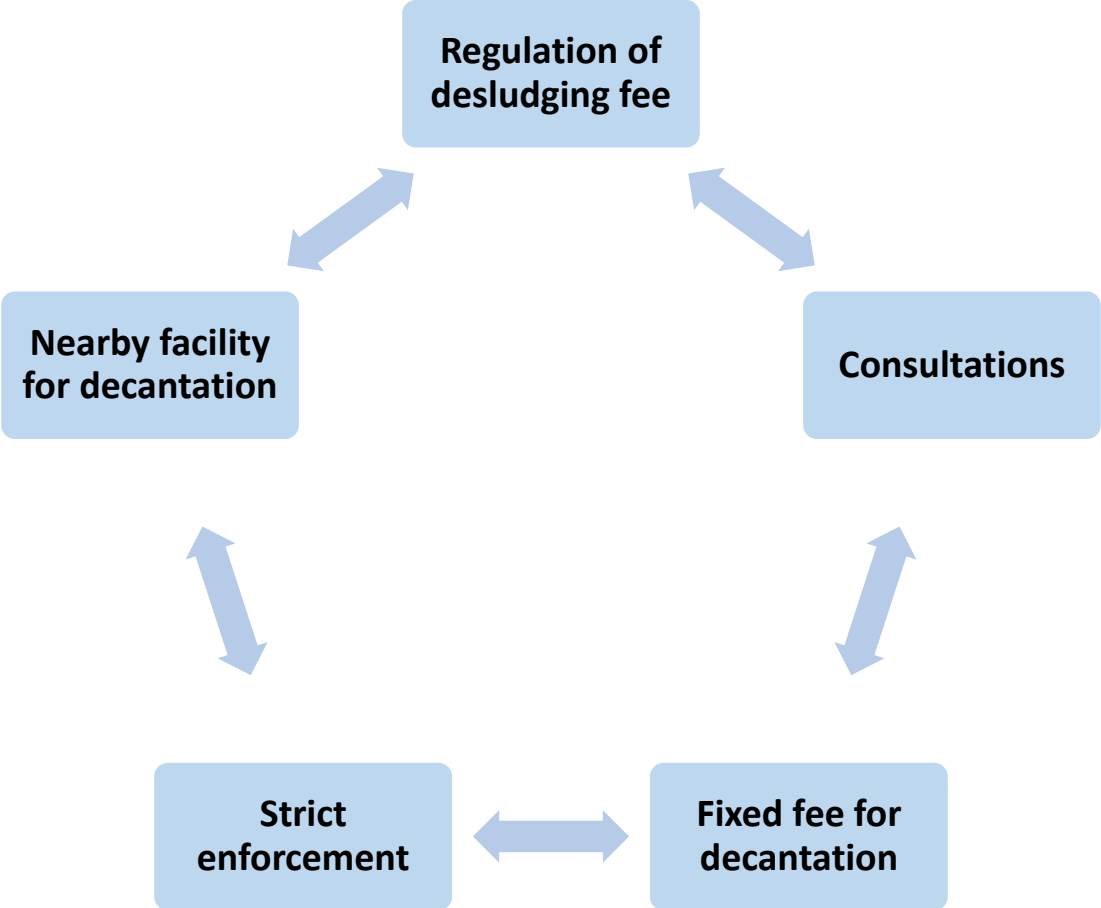 Regulation of
desludging fee
Nearby facility
for decantation
Consultations
Strict
enforcement
Fixed fee for
decantation